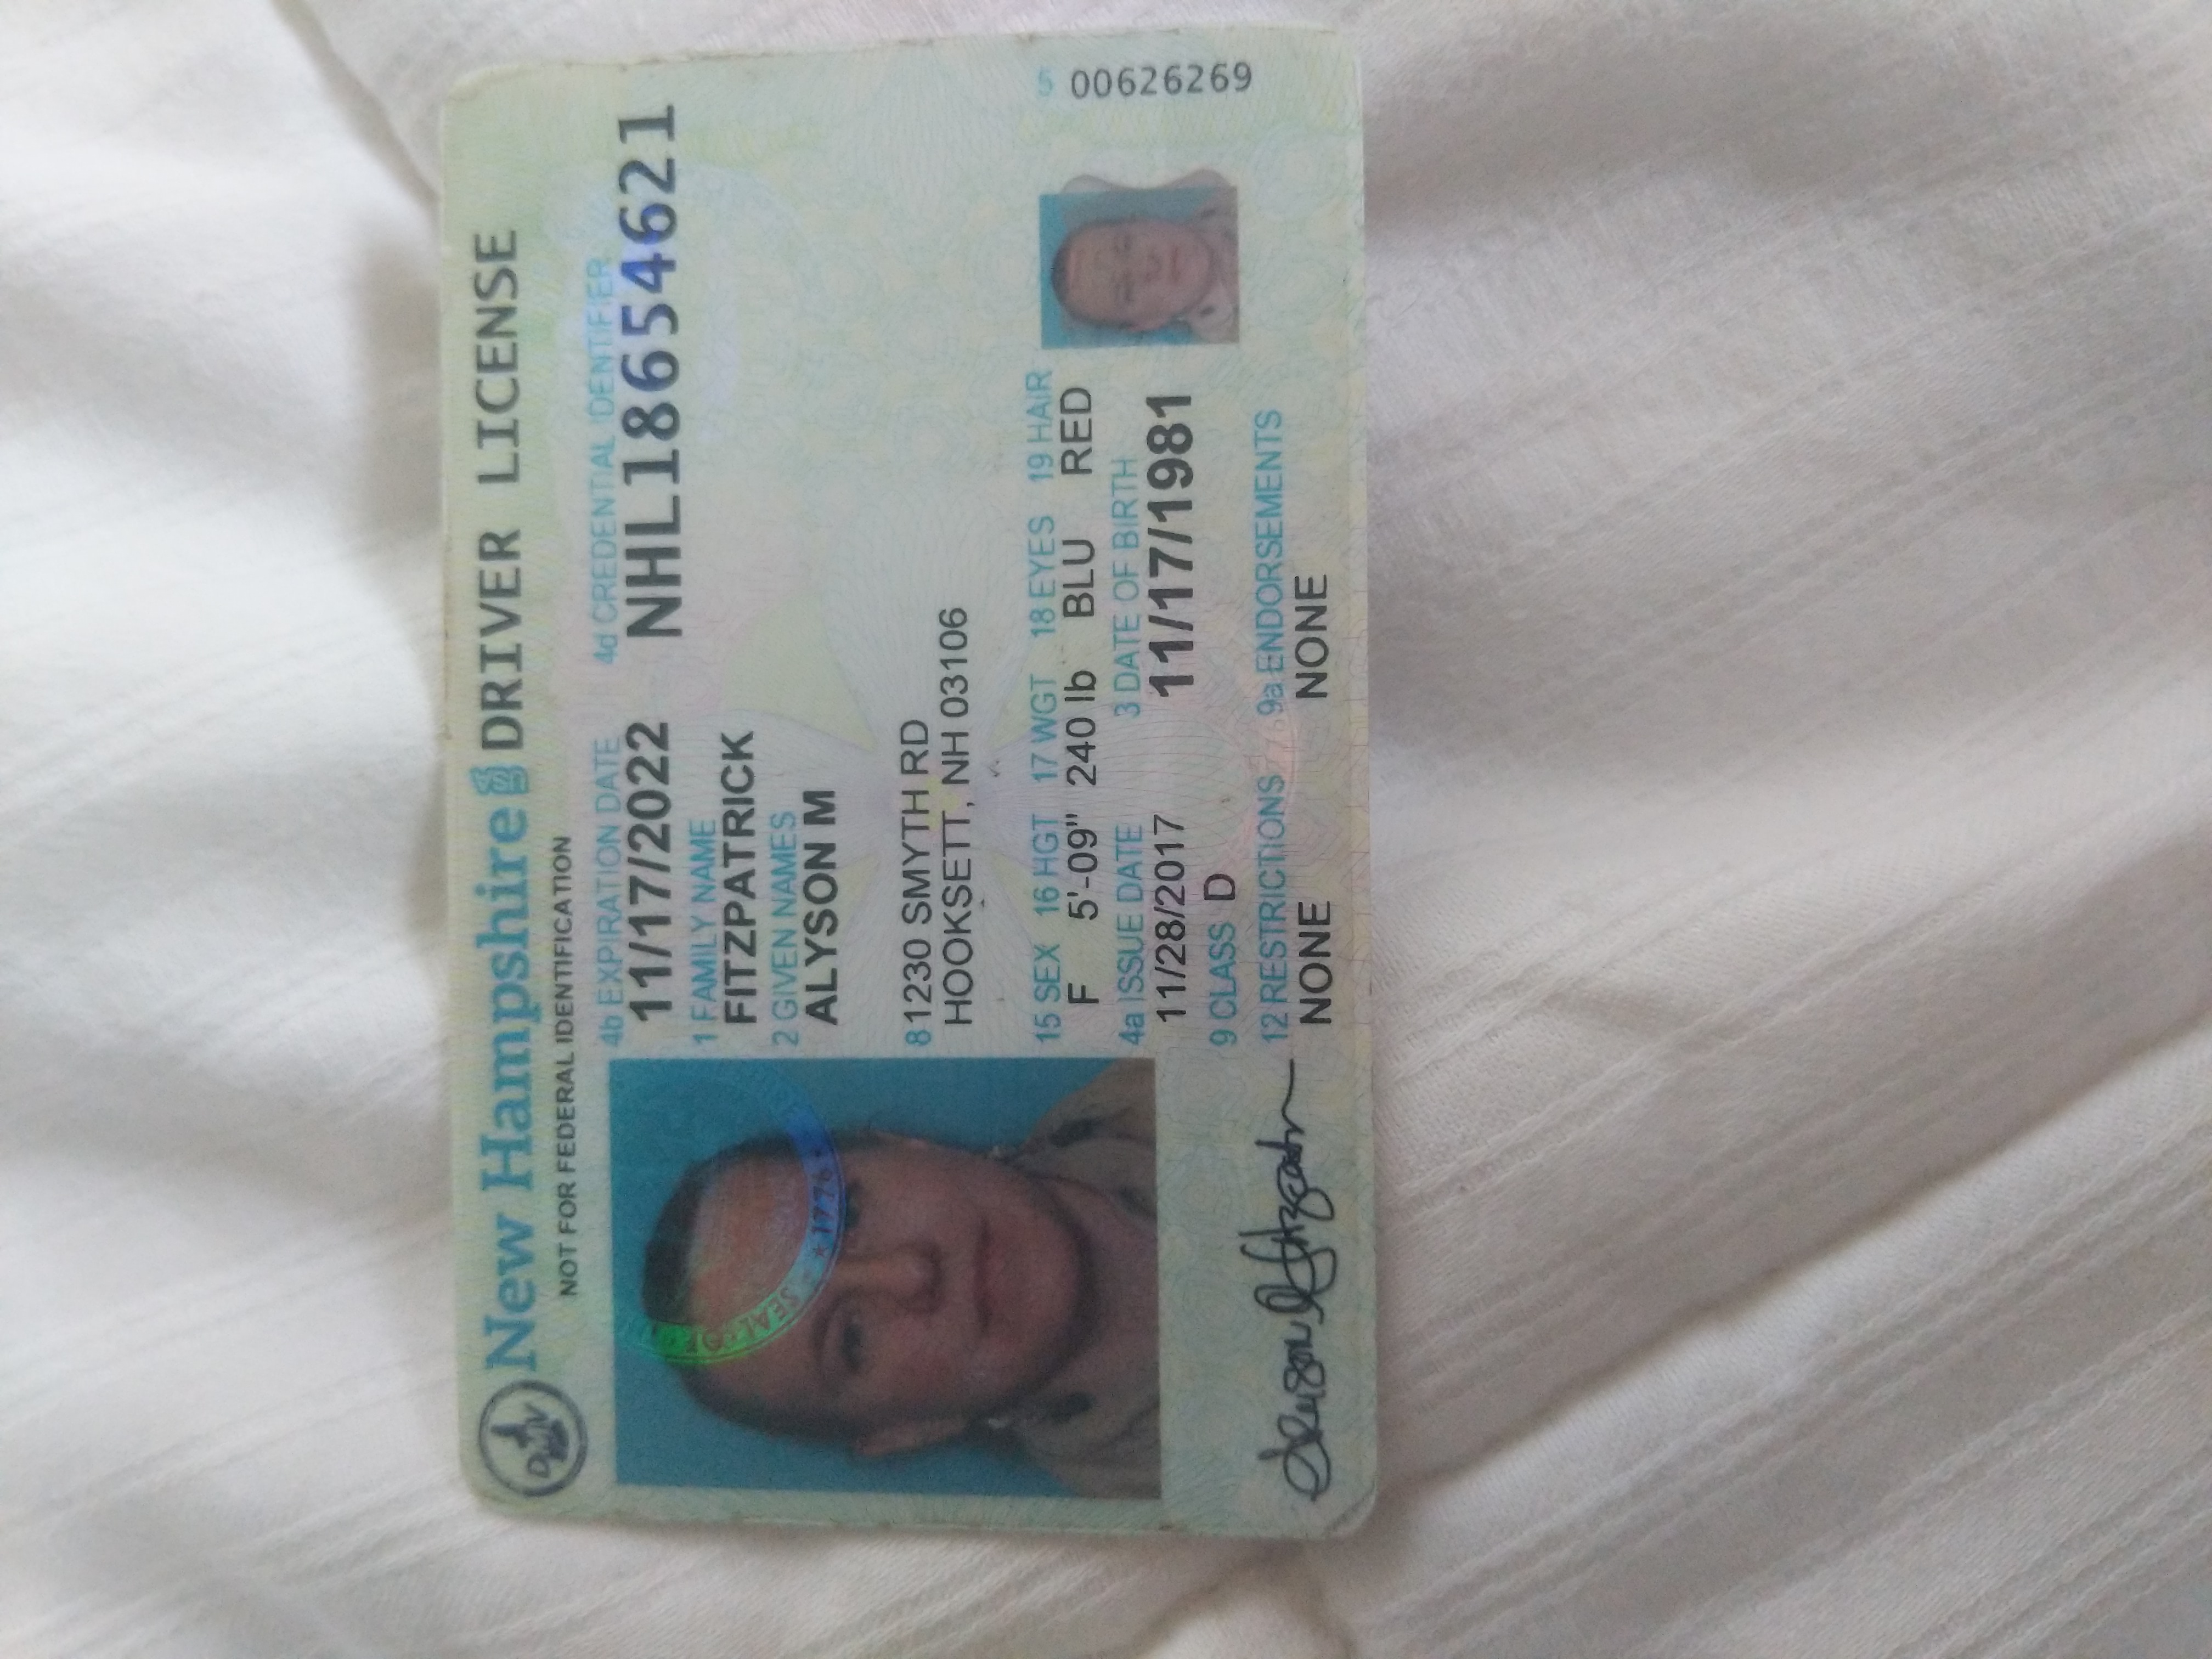 DMV New Hampshire USA DRIVER LICENSE
NOT FOR FEDERAL IDENTIFICATION
4b EXPIRATION DATE 4d CREDENTIAL IDENTIFIER
11/17/2022 NHL18654621
1 FAMILY NAME
FITZPATRICK
2 GIVEN NAMES
ALYSON M
8 1230 SMYTH RD
HOOKSETT, NH 03106
15 SEX 16 HGT 17 WGT 18 EYES 19 HAIR
F 5'-09" 240 lb BLU RED
4a ISSUE DATE 3 DATE OF BIRTH
11/28/2017 11/17/1981
9 CLASS D
12 RESTRICTIONS 9a ENDORSEMENTS
NONE NONE
5 00626269
SEAL OF
1776